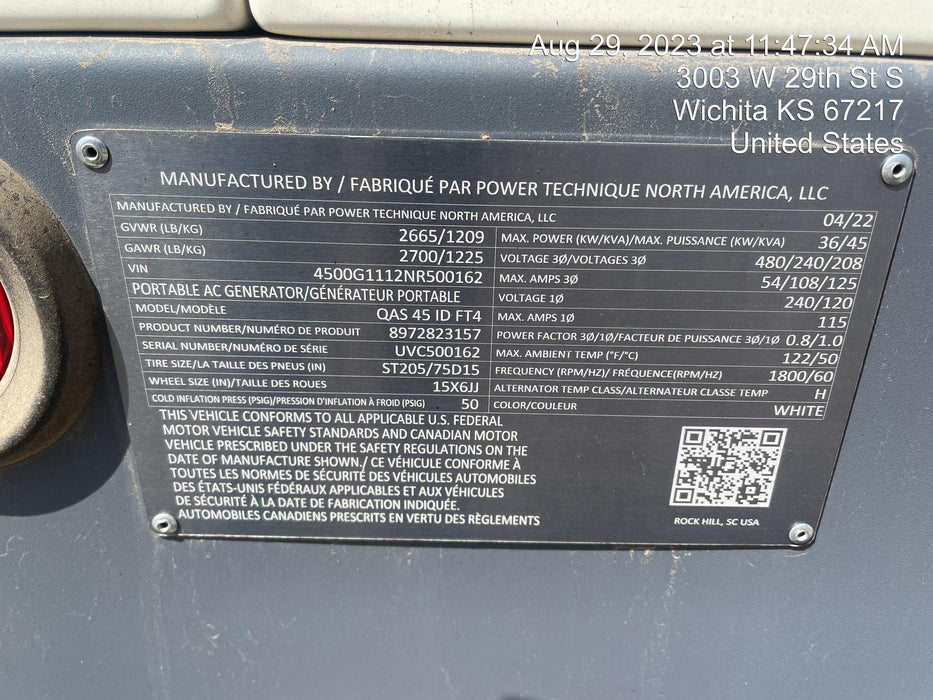 Aug 29, 2023 at 11:47:34 AM
3003 W 29th St S
Wichita KS 67217
United States
MANUFACTURED BY / FABRIQUÉ PAR POWER TECHNIQUE NORTH AMERICA, LLC
MANUFACTURED BY / FABRIQUÉ PAR POWER TECHNIQUE NORTH AMERICA, LLC 04/22
GVWR (LB/KG) 2665/1209
GAWR (LB/KG) 2700/1225
VIN 4500G1112NR500162
PORTABLE AC GENERATOR/GÉNÉRATEUR PORTABLE
MODEL/MODÈLE QAS 45 ID FT4
PRODUCT NUMBER/NUMÉRO DE PRODUIT 8972823157
SERIAL NUMBER/NUMÉRO DE SÉRIE UVC500162
TIRE SIZE/LA TAILLE DES PNEUS (IN) ST205/75D15
WHEEL SIZE (IN)/TAILLE DES ROUES 15X6JJ
COLD INFLATION PRESS (PSIG)/PRESSION D'INFLATION À FROID (PSIG) 50
MAX. POWER (KW/KVA)/MAX. PUISSANCE (KW/KVA) 36/45
VOLTAGE 3Ø/VOLTAGES 3Ø 480/240/208
MAX. AMPS 3Ø 54/108/125
VOLTAGE 1Ø 240/120
MAX. AMPS 1Ø 115
POWER FACTOR 3Ø/1Ø/FACTEUR DE PUISSANCE 3Ø/1Ø 0.8/1.0
MAX. AMBIENT TEMP (°F/°C) 122/50
FREQUENCY (RPM/HZ)/ FRÉQUENCE(RPM/HZ) 1800/60
ALTERNATOR TEMP CLASS/ALTERNATEUR CLASSE TEMP H
COLOR/COULEUR WHITE
THIS VEHICLE CONFORMS TO ALL APPLICABLE U.S. FEDERAL
MOTOR VEHICLE SAFETY STANDARDS AND CANADIAN MOTOR
VEHICLE PRESCRIBED UNDER THE SAFETY REGULATIONS ON THE
DATE OF MANUFACTURE SHOWN./ CE VÉHICULE CONFORME À
TOUTES LES NORMES DE SÉCURITÉ DES VÉHICULES AUTOMOBILES
DES ÉTATS-UNIS FÉDÉRAUX APPLICABLES ET AUX VÉHICULES
DE SÉCURITÉ À LA DATE DE FABRICATION INDIQUÉE.
AUTOMOBILES CANADIENS PRESCRITS EN VERTU DES RÈGLEMENTS
ROCK HILL, SC USA